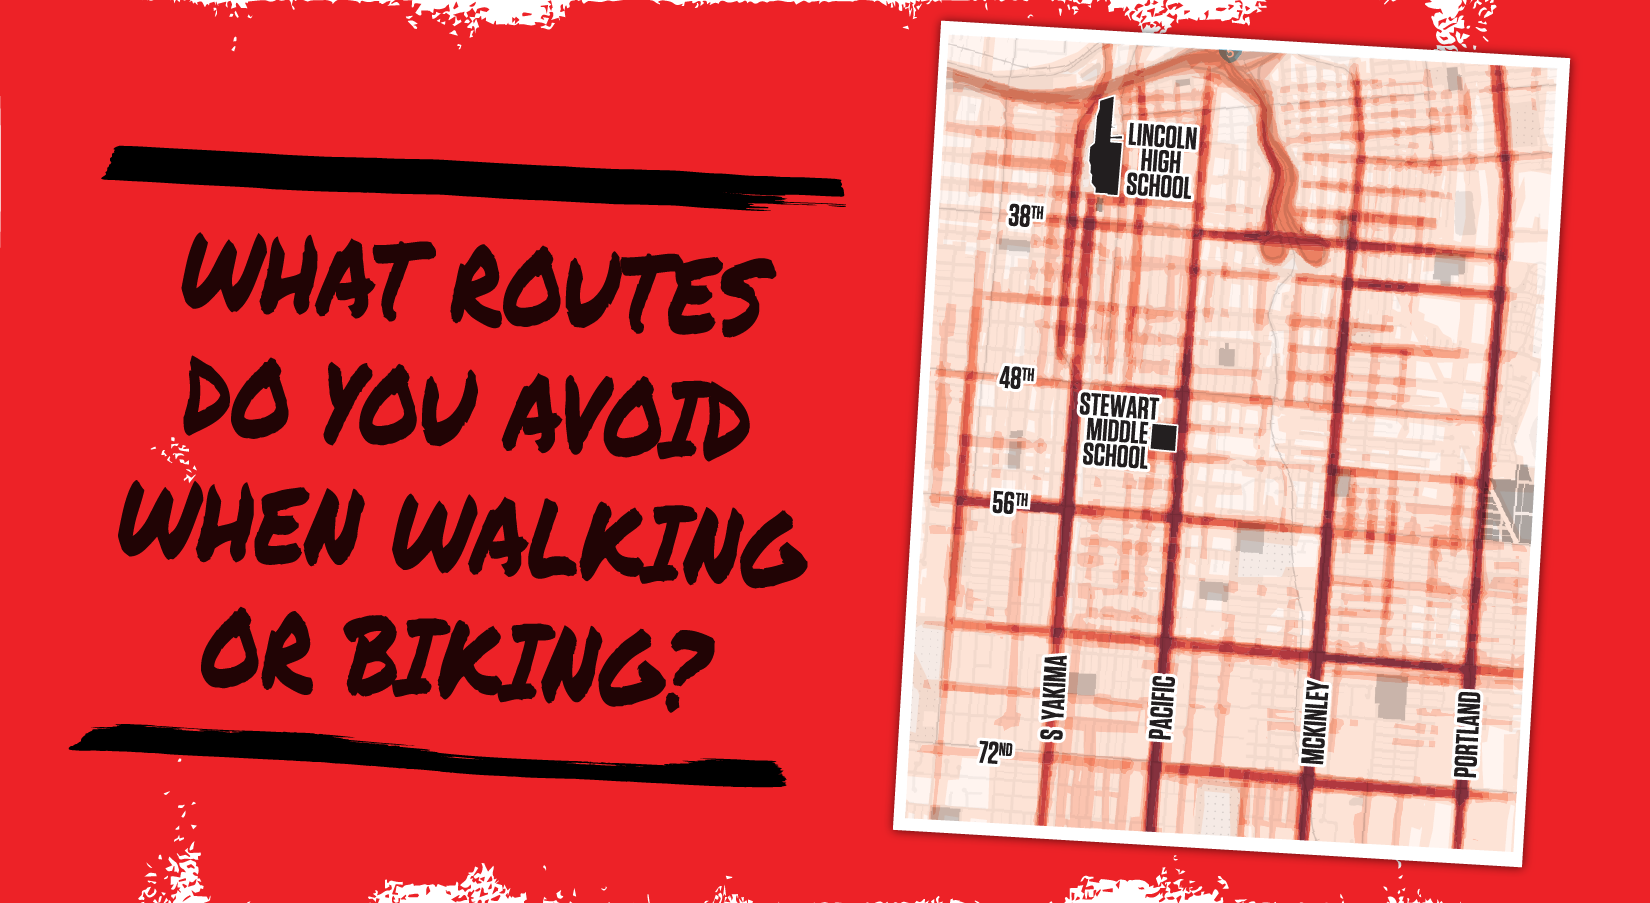 WHAT ROUTES
DO YOU AVOID
WHEN WALKING
OR BIKING?
LINCOLN
HIGH
SCHOOL
38TH
48TH
STEWART
MIDDLE
SCHOOL
56TH
S YAKIMA
PACIFIC
MCKINLEY
PORTLAND
72ND